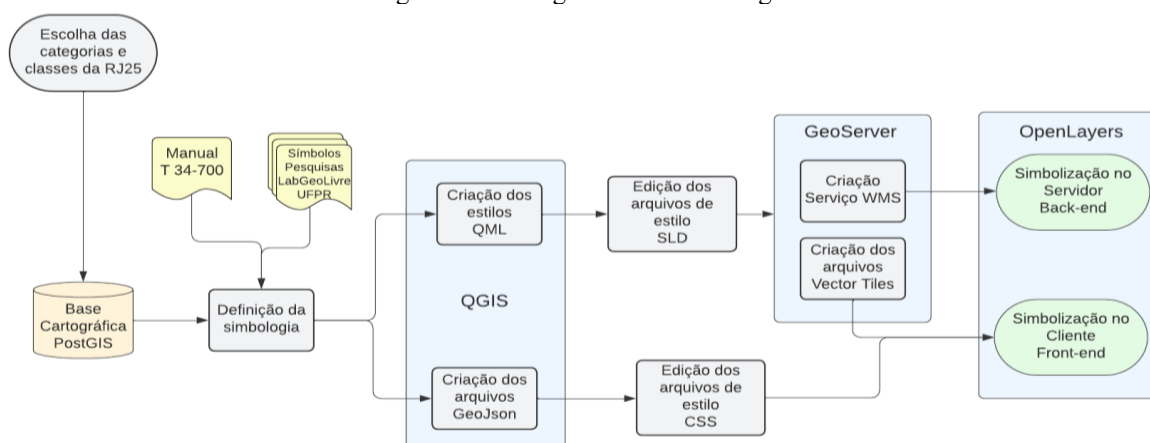 Escolha das
categorias e
classes da RJ25
Manual
T 34-700
Símbolos
Pesquisas
LabGeoLivre
UFPR
Base
Cartográfica
PostGIS
Definição da
simbologia
QGIS
Criação dos
estilos
QML
Criação dos
arquivos
GeoJson
Edição dos
arquivos de
estilo
SLD
Edição dos
arquivos de
estilo
CSS
GeoServer
Criação
Serviço WMS
Criação dos
arquivos
Vector Tiles
OpenLayers
Simbolização no
Servidor
Back-end
Simbolização no
Cliente
Front-end